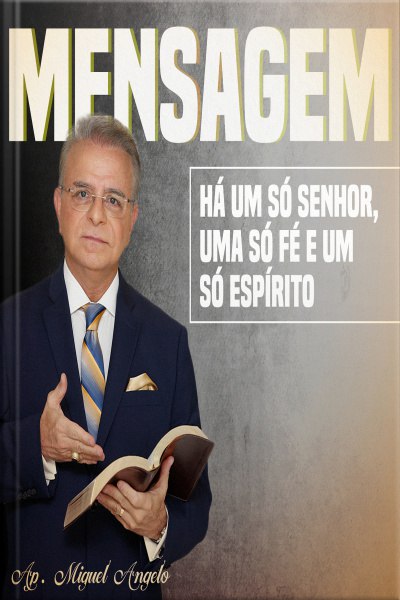 MENSAGEM
HÁ UM SÓ SENHOR,
UMA SÓ FÉ E UM
SÓ ESPÍRITO
Ap. Miguel Angelo